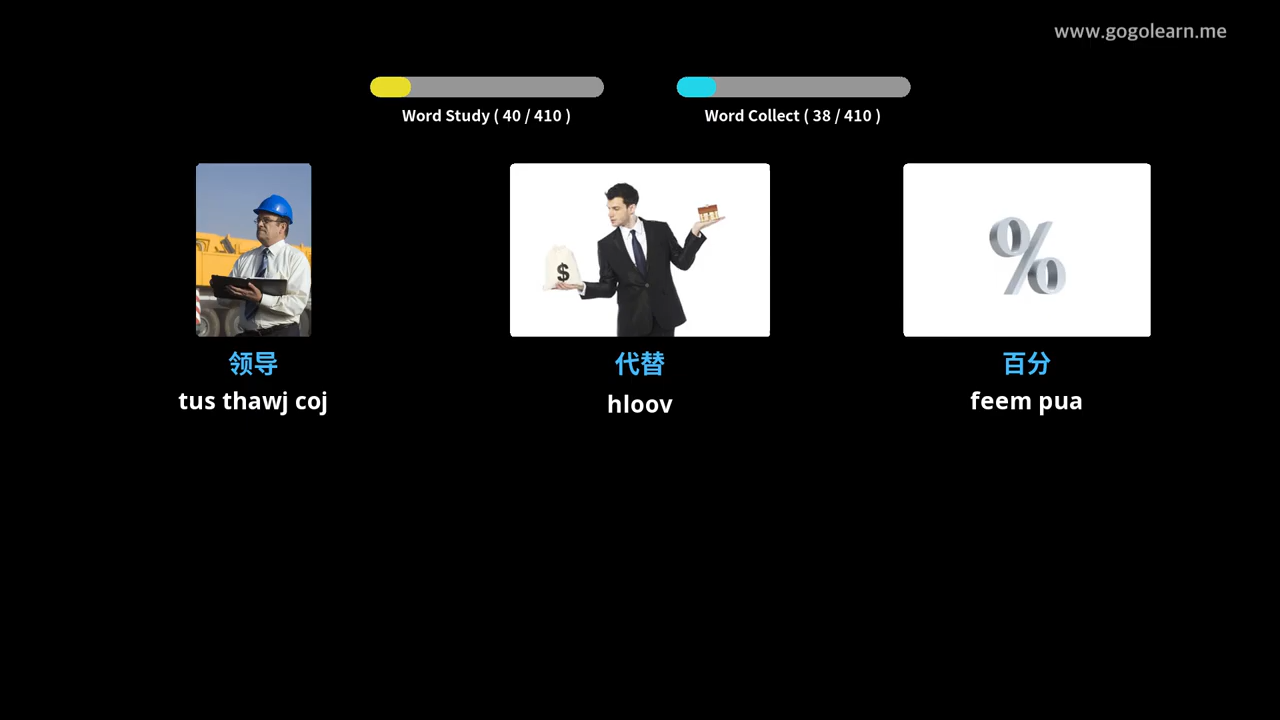 www.gogolearn.me
Word Study ( 40 / 410 )
Word Collect ( 38 / 410 )
$
%
领导
代替
百分
tus thawj coj
hloov
feem pua